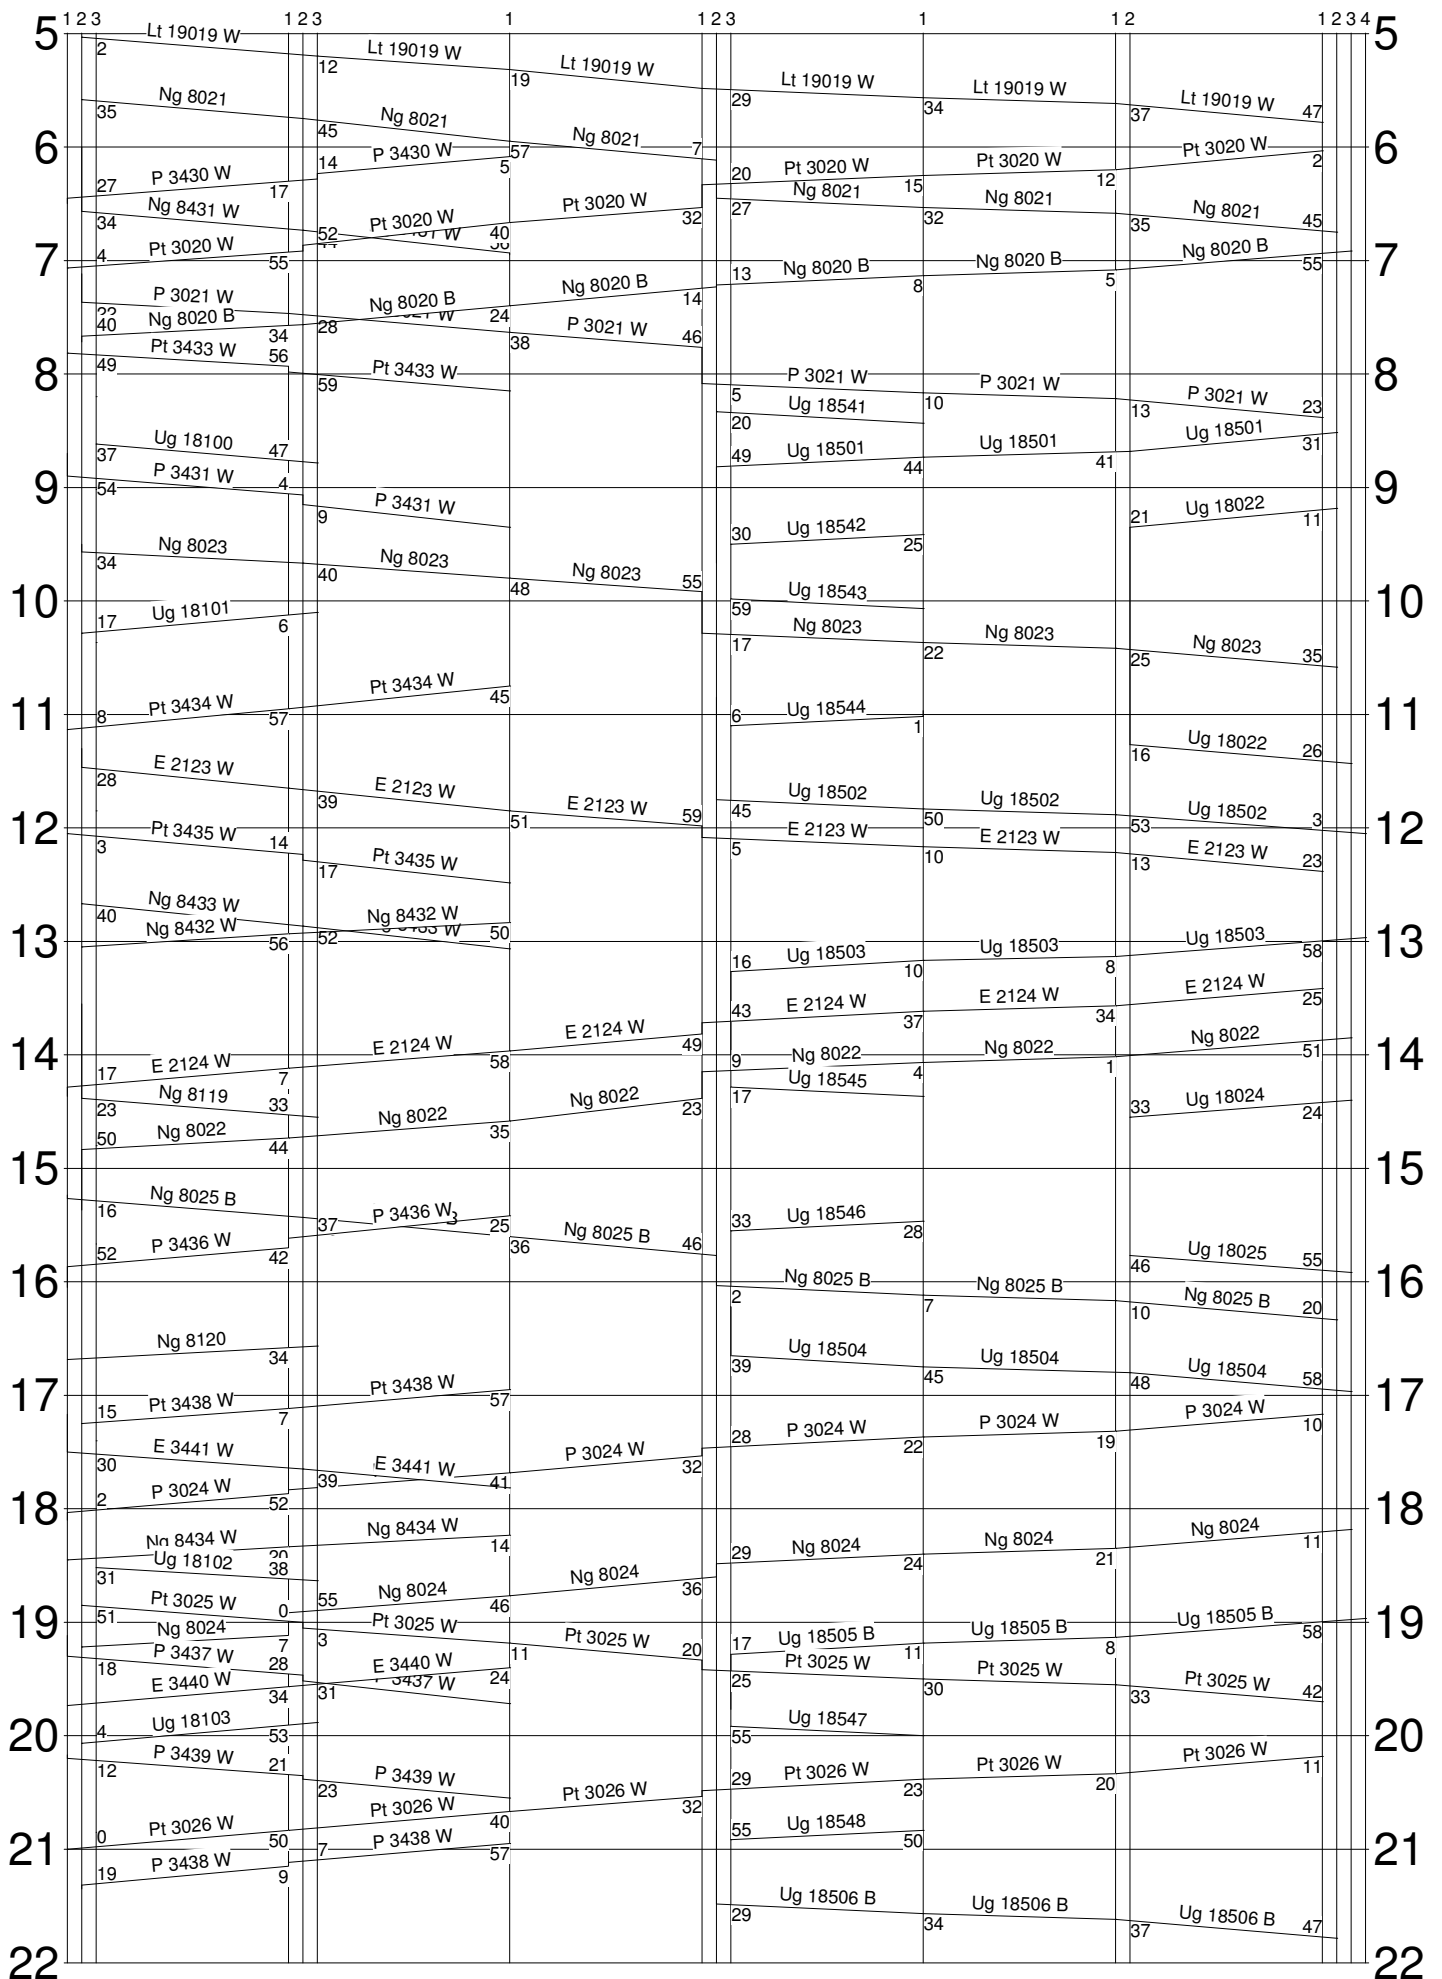 1 2 3 1 2 3 1 1 2 3 1 1 2 1 2 3 4
5 Lt 19019 W Lt 19019 W Lt 19019 W Lt 19019 W Lt 19019 W Lt 19019 W 5
2 12 19 29 34 37 47
Ng 8021 Ng 8021 Ng 8021
35 45 57 7
6 P 3430 W P 3430 W Pt 3020 W Pt 3020 W Pt 3020 W 6
27 17 14 5 20 15 12 2
Ng 8431 W Pt 3020 W Pt 3020 W Ng 8021 Ng 8021 Ng 8021
34 52 40 32 27 32 35 45
7 Pt 3020 W Ng 8020 B Ng 8020 B Ng 8020 B 7
4 55 13 8 5 55
P 3021 W Ng 8020 B Ng 8020 B
22 28 24 14
Ng 8020 B P 3021 W
40 34 38 46
8 Pt 3433 W Pt 3433 W P 3021 W P 3021 W P 3021 W 8
49 56 59 5 10 13 23
Ug 18541
20
Ug 18100 Ug 18501 Ug 18501 Ug 18501
37 47 49 44 41 31
9 P 3431 W P 3431 W Ug 18542 Ug 18022 9
54 4 9 30 25 21 11
Ng 8023 Ng 8023 Ng 8023 Ug 18543
34 40 48 55 59
10 Ug 18101 Ng 8023 Ng 8023 Ng 8023 10
17 6 17 22 25 35
11 Pt 3434 W Pt 3434 W Ug 18544 Ug 18022 11
8 57 45 6 1 16 26
E 2123 W E 2123 W E 2123 W Ug 18502 Ug 18502 Ug 18502
28 39 51 59 45 50 53 3
12 Pt 3435 W Pt 3435 W E 2123 W E 2123 W E 2123 W 12
3 14 17 5 10 13 23
Ng 8433 W Ng 8432 W
40 52 50
13 Ng 8432 W Ug 18503 Ug 18503 Ug 18503 13
56 16 10 8 58
E 2124 W E 2124 W E 2124 W
43 37 34 25
14 E 2124 W E 2124 W E 2124 W Ng 8022 Ng 8022 Ng 8022 14
17 7 58 49 9 4 1 51
Ng 8119 Ug 18545 Ug 18024
23 33 17 33 24
Ng 8022 Ng 8022 Ng 8022
50 44 35 23
15 15
Ng 8025 B P 3436 W Ng 8025 B Ug 18546
16 37 25 36 46 33 28
P 3436 W Ug 18025
52 42 46 55
16 Ng 8025 B Ng 8025 B Ng 8025 B 16
2 7 10 20
Ng 8120 Ug 18504 Ug 18504 Ug 18504
34 39 45 48 58
17 Pt 3438 W Pt 3438 W P 3024 W P 3024 W P 3024 W 17
15 7 57 28 22 19 10
E 3441 W E 3441 W P 3024 W
30 39 41 32
18 P 3024 W 18
2 52
Ng 8434 W Ng 8434 W Ng 8024 Ng 8024 Ng 8024
20 14 29 24 21 11
Ug 18102 Ng 8024 Ng 8024
31 38 0 55 46 36
19 Pt 3025 W Pt 3025 W Pt 3025 W Ug 18505 B Ug 18505 B Ug 18505 B 19
51 3 11 20 17 11 8 58
Ng 8024
7
P 3437 W E 3440 W Pt 3025 W Pt 3025 W Pt 3025 W
18 28 31 24 25 30 33 42
E 3440 W
34
20 Ug 18103 Ug 18547 20
4 53 55
P 3439 W P 3439 W Pt 3026 W Pt 3026 W Pt 3026 W Pt 3026 W
12 21 23 32 29 23 20 11
21 Pt 3026 W Pt 3026 W Ug 18548 21
0 50 40 55 50
P 3438 W P 3438 W
19 9 7 57
Ug 18506 B Ug 18506 B Ug 18506 B
29 34 37 47
22 22